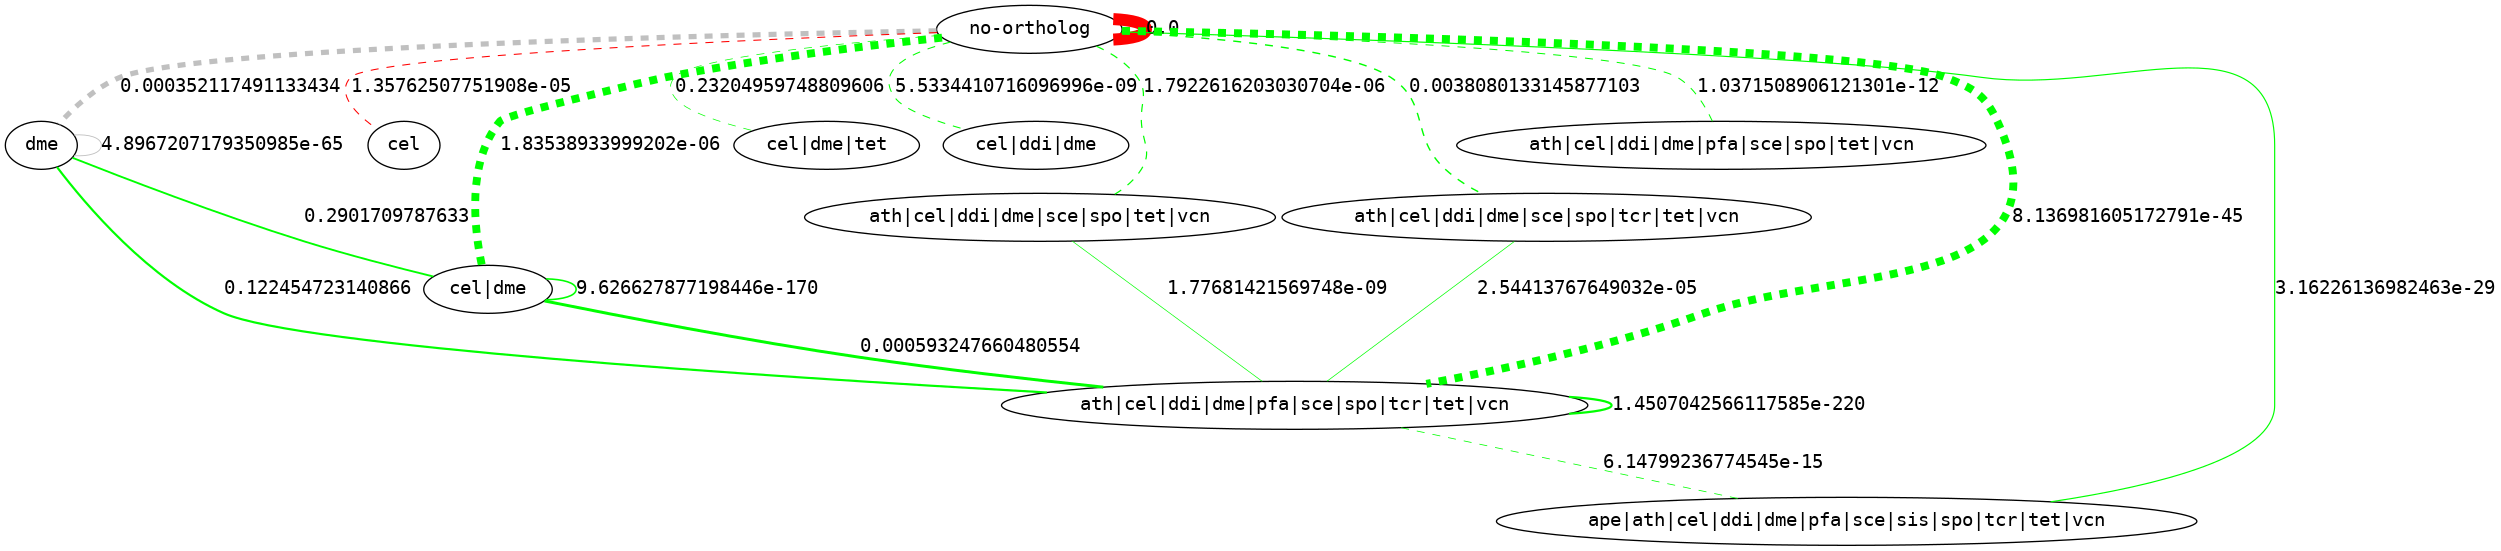 no-ortholog
0.0
0.000352117491133434
1.357625507751908e-05
0.23204959748809606
5.5334410716096996e-09
1.7922616203030704e-06
0.0038080133145877103
1.0371508906121301e-12
dme
4.8967207179350985e-65
cel
1.83538933999202e-06
cel|dme|tet
cel|ddi|dme
ath|cel|ddi|dme|pfa|sce|spo|tet|vcn
0.2901709787633
ath|cel|ddi|dme|sce|spo|tet|vcn
ath|cel|ddi|dme|sce|spo|tcr|tet|vcn
8.136981605172791e-45
0.122454723140866
cel|dme
9.626627877198446e-170
1.77681421569748e-09
2.54413767649032e-05
3.16226136982463e-29
0.000593247660480554
ath|cel|ddi|dme|pfa|sce|spo|tcr|tet|vcn
1.4507042566117585e-220
6.14799236774545e-15
ape|ath|cel|ddi|dme|pfa|sce|sis|spo|tcr|tet|vcn